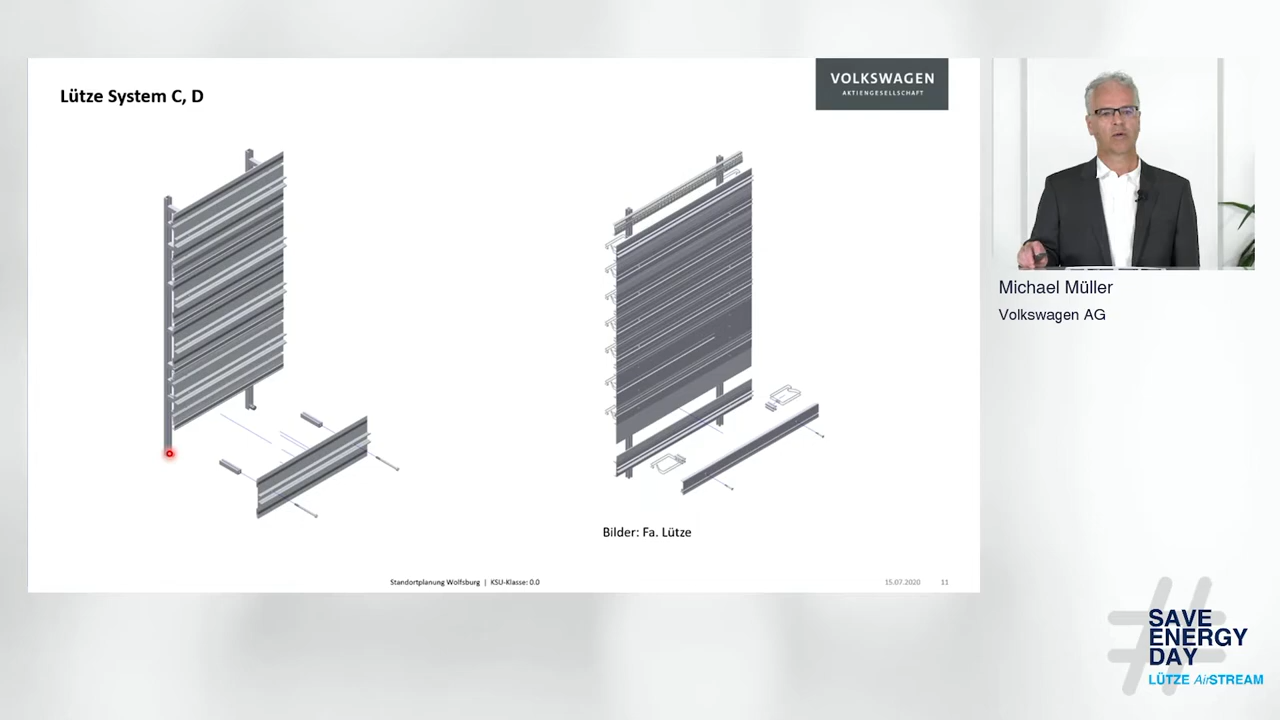 Lütze System C, D
VOLKSWAGEN
AKTIENGESELLSCHAFT
Bilder: Fa. Lütze
Standortplanung Wolfsburg | KSU-Klasse: 0.0
15.07.2020
11
Michael Müller
Volkswagen AG
#
SAVE
ENERGY
DAY
LÜTZE AirSTREAM